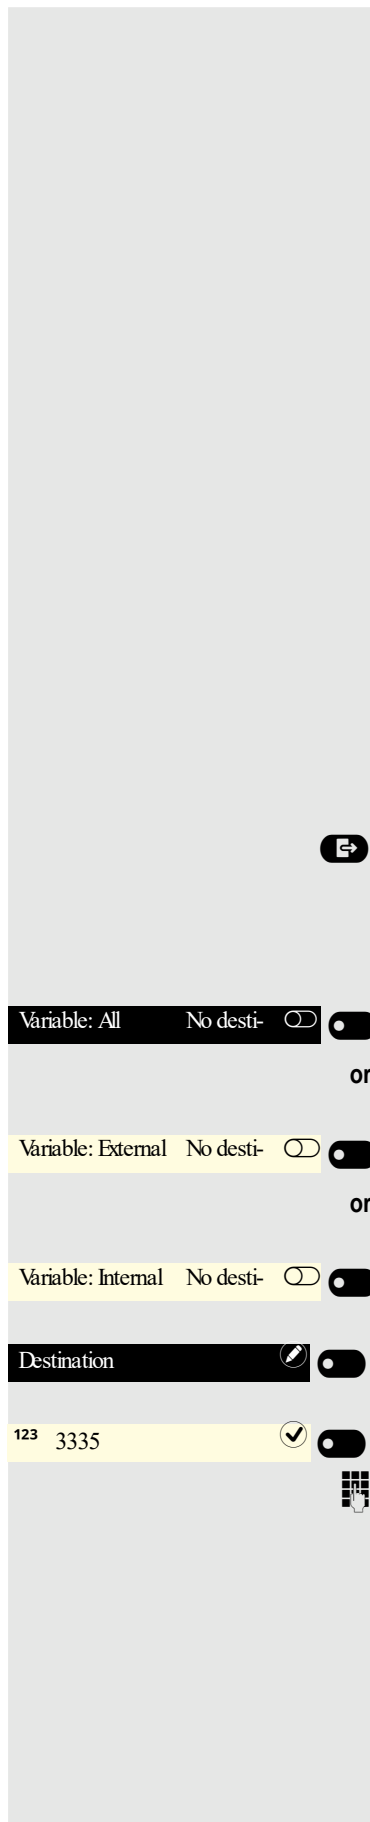 Variable: All No desti-
or
Variable: External No desti-
or
Variable: Internal No desti-
Destination
123 3335